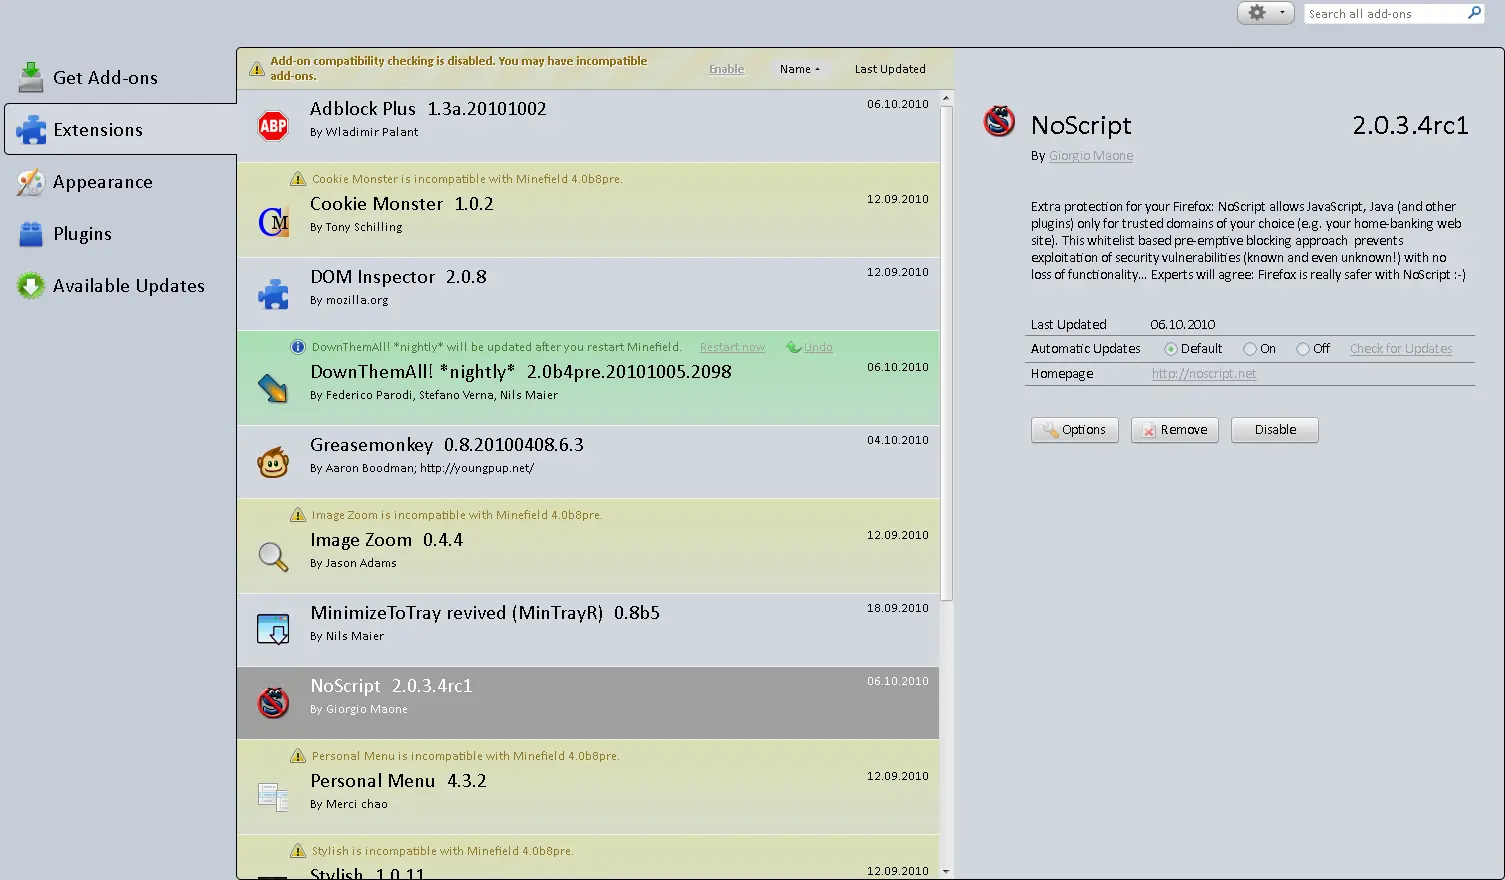 Search all add-ons
Get Add-ons
Extensions
Appearance
Plugins
Available Updates
Add-on compatibility checking is disabled. You may have incompatible
add-ons.
Enable
Name
Last Updated
ABP
Adblock Plus 1.3a.20101002
06.10.2010
By Wladimir Palant
Cookie Monster is incompatible with Minefield 4.0b8pre.
CM
Cookie Monster 1.0.2
12.09.2010
By Tony Schilling
DOM Inspector 2.0.8
12.09.2010
By mozilla.org
DownThemAll! *nightly* will be updated after you restart Minefield.
Restart now
Undo
DownThemAll! *nightly* 2.0b4pre.20101005.2098
06.10.2010
By Federico Parodi, Stefano Verna, Nils Maier
Greasemonkey 0.8.20100408.6.3
04.10.2010
By Aaron Boodman; http://youngpup.net/
Image Zoom is incompatible with Minefield 4.0b8pre.
Image Zoom 0.4.4
12.09.2010
By Jason Adams
MinimizeToTray revived (MinTrayR) 0.8b5
18.09.2010
By Nils Maier
NoScript 2.0.3.4rc1
06.10.2010
By Giorgio Maone
Personal Menu is incompatible with Minefield 4.0b8pre.
Personal Menu 4.3.2
12.09.2010
By Merci chao
Stylish is incompatible with Minefield 4.0b8pre.
Stylish 1.0.11
12.09.2010
NoScript
2.0.3.4rc1
By Giorgio Maone
Extra protection for your Firefox: NoScript allows JavaScript, Java (and other
plugins) only for trusted domains of your choice (e.g. your home-banking web
site). This whitelist based pre-emptive blocking approach prevents
exploitation of security vulnerabilities (known and even unknown!) with no
loss of functionality... Experts will agree: Firefox is really safer with NoScript :-)
Last Updated 06.10.2010
Automatic Updates Default On Off Check for Updates
Homepage http://noscript.net
Options Remove Disable